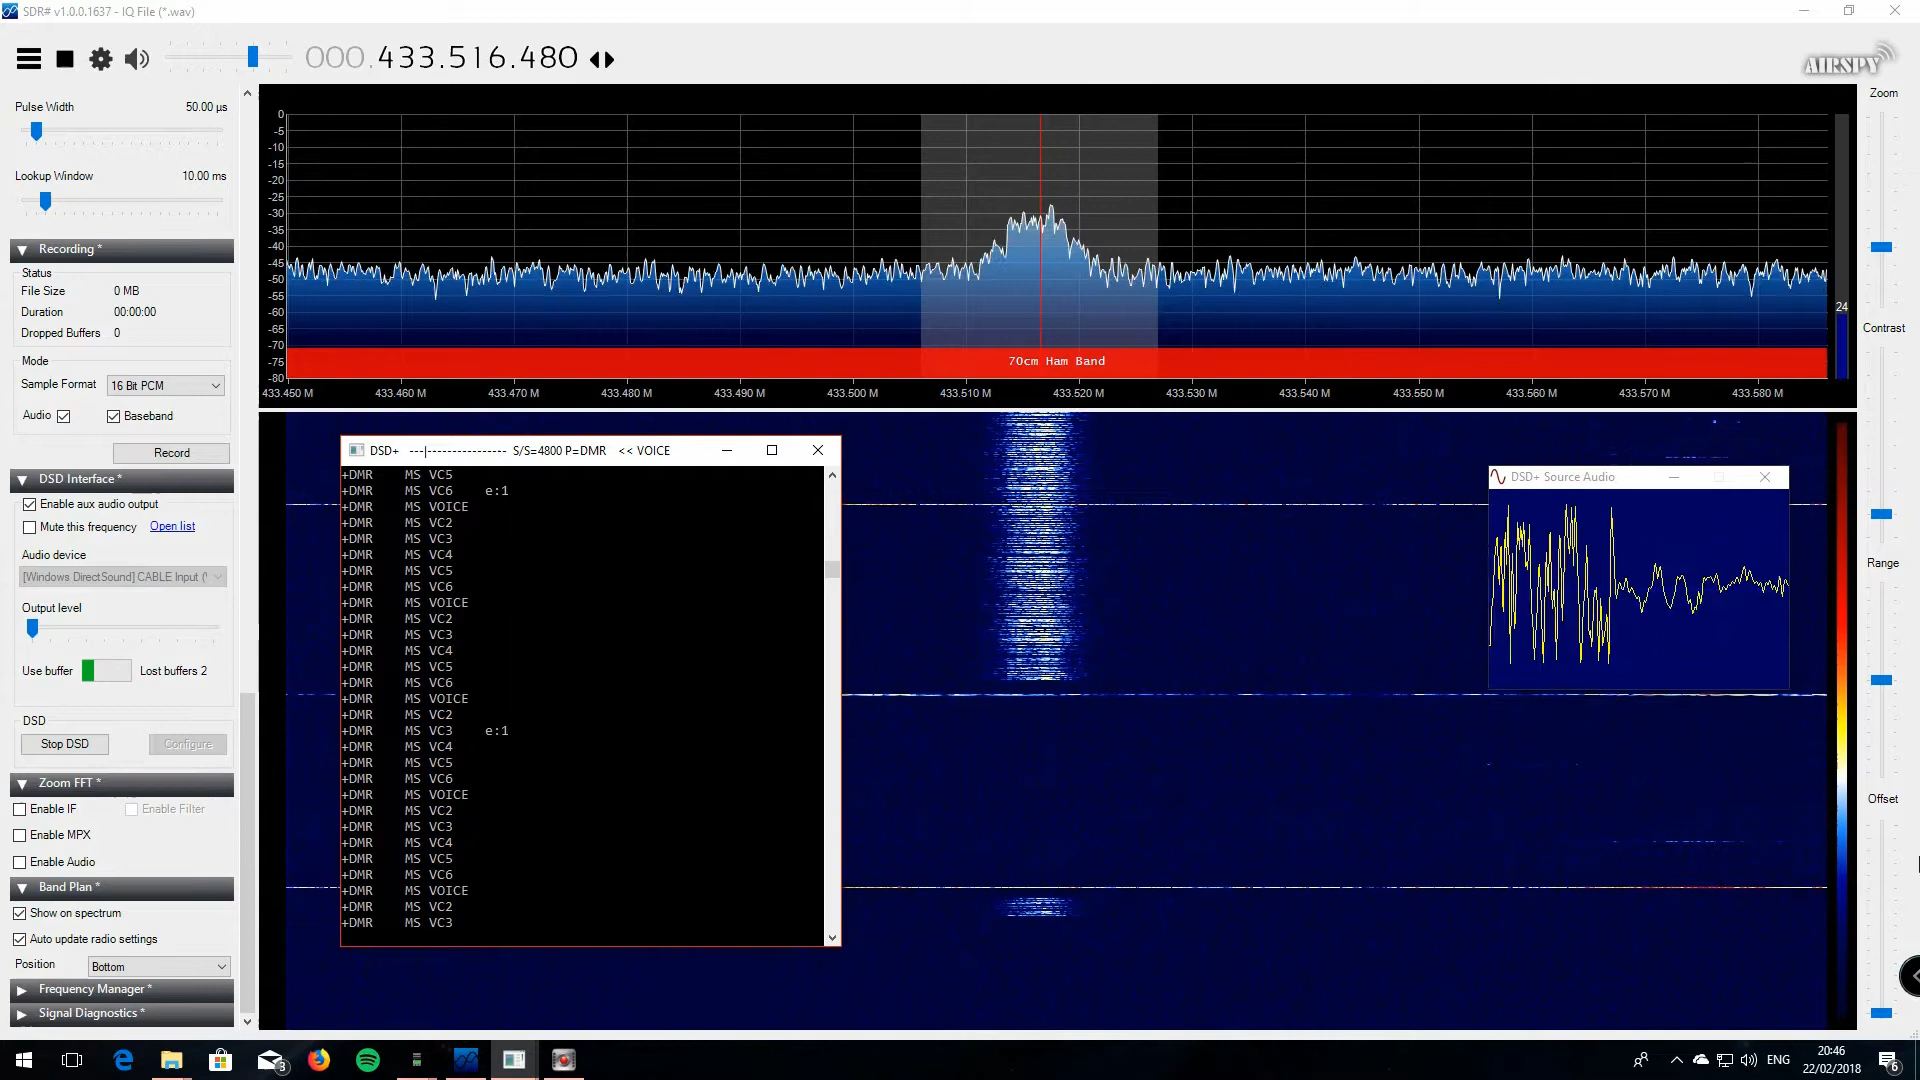 SDR# v1.0.0.1637 - IQ File (*.wav)
000.433.516.480
AIRSPY
Pulse Width 50.00 µs
Lookup Window 10.00 ms
Recording *
Status
File Size 0 MB
Duration 00:00:00
Dropped Buffers 0
Mode
Sample Format 16 Bit PCM
Audio Baseband
Record
DSD Interface *
Enable aux audio output
Mute this frequency Open list
Audio device
[Windows DirectSound] CABLE Input (
Output level
Use buffer Lost buffers 2
DSD
Stop DSD Configure
Zoom FFT *
Enable IF Enable Filter
Enable MPX
Enable Audio
Band Plan *
Show on spectrum
Auto update radio settings
Position Bottom
Frequency Manager *
Signal Diagnostics *
0
-5
-10
-15
-20
-25
-30
-35
-40
-45
-50
-55
-60
-65
-70
-75
-80
70cm Ham Band
433.450 M 433.460 M 433.470 M 433.480 M 433.490 M 433.500 M 433.510 M 433.520 M 433.530 M 433.540 M 433.550 M 433.560 M 433.570 M 433.580 M
24
DSD+ ---|---------------- S/S=4800 P=DMR << VOICE
+DMR MS VC5
+DMR MS VC6 e:1
+DMR MS VOICE
+DMR MS VC2
+DMR MS VC3
+DMR MS VC4
+DMR MS VC5
+DMR MS VC6
+DMR MS VOICE
+DMR MS VC2
+DMR MS VC3
+DMR MS VC4
+DMR MS VC5
+DMR MS VC6
+DMR MS VOICE
+DMR MS VC2
+DMR MS VC3 e:1
+DMR MS VC4
+DMR MS VC5
+DMR MS VC6
+DMR MS VOICE
+DMR MS VC2
+DMR MS VC3
+DMR MS VC4
+DMR MS VC5
+DMR MS VC6
+DMR MS VOICE
+DMR MS VC2
+DMR MS VC3
DSD+ Source Audio
Zoom
Contrast
Range
Offset
3
ENG
20:46
22/02/2018
6